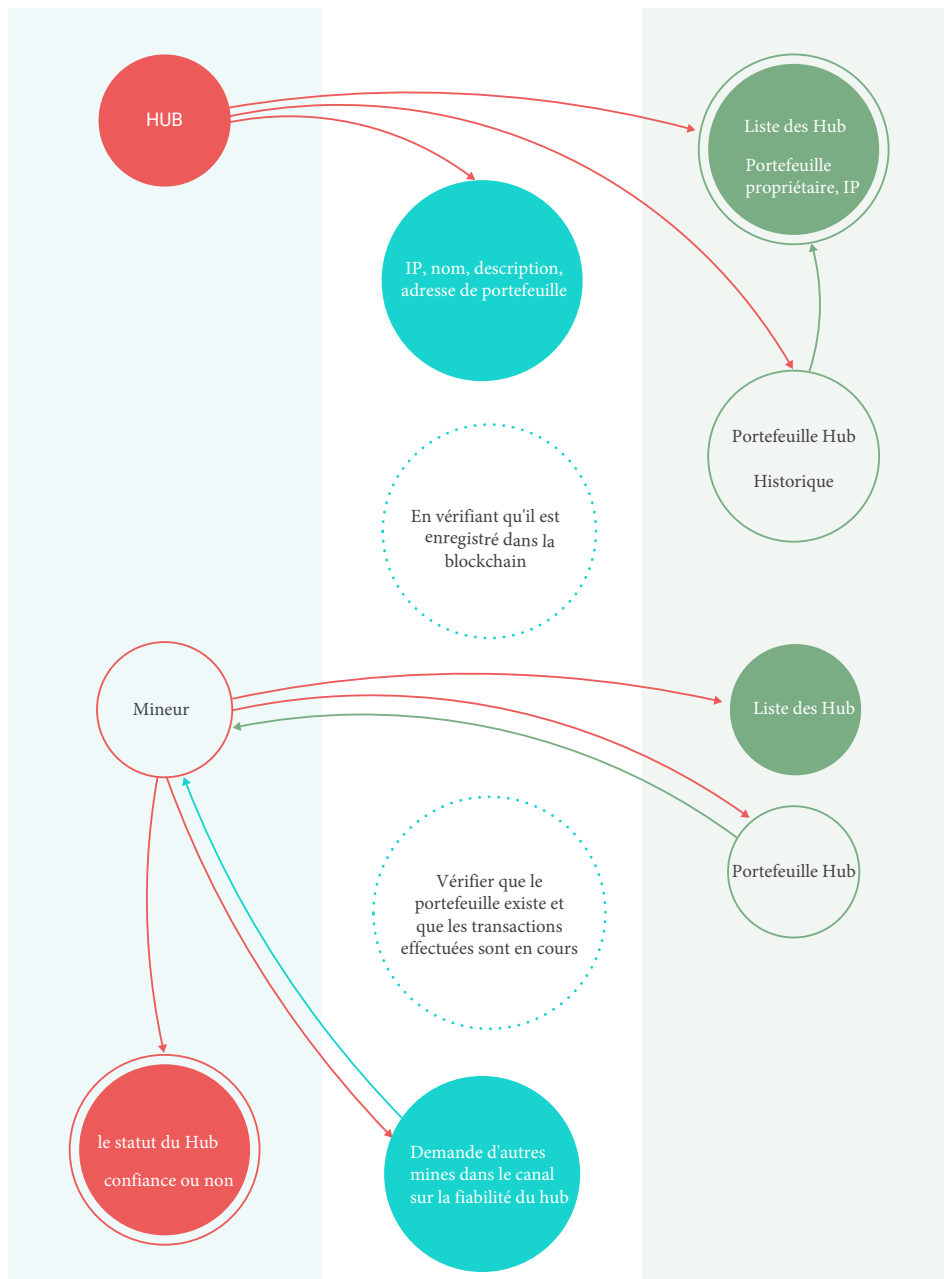 HUB
Liste des Hub
Portefeuille
propriétaire, IP
IP, nom, description,
adresse de portefeuille
Portefeuille Hub
Historique
En vérifiant qu'il est
enregistré dans la
blockchain
Mineur
Liste des Hub
Portefeuille Hub
Vérifier que le
portefeuille existe et
que les transactions
effectuées sont en cours
le statut du Hub
confiance ou non
Demande d'autres
mines dans le canal
sur la fiabilité du hub